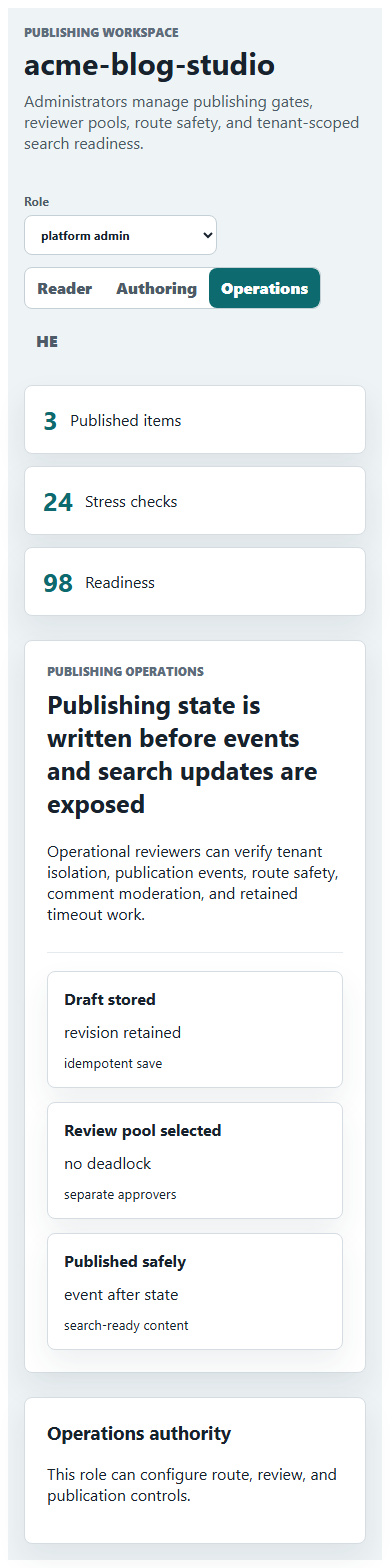 PUBLISHING WORKSPACE
acme-blog-studio
Administrators manage publishing gates,
reviewer pools, route safety, and tenant-scoped
search readiness.
Role
platform admin
Reader Authoring Operations
HE
3 Published items
24 Stress checks
98 Readiness
PUBLISHING OPERATIONS
Publishing state is
written before events
and search updates are
exposed
Operational reviewers can verify tenant
isolation, publication events, route safety,
comment moderation, and retained
timeout work.
Draft stored
revision retained
idempotent save
Review pool selected
no deadlock
separate approvers
Published safely
event after state
search-ready content
Operations authority
This role can configure route, review, and
publication controls.